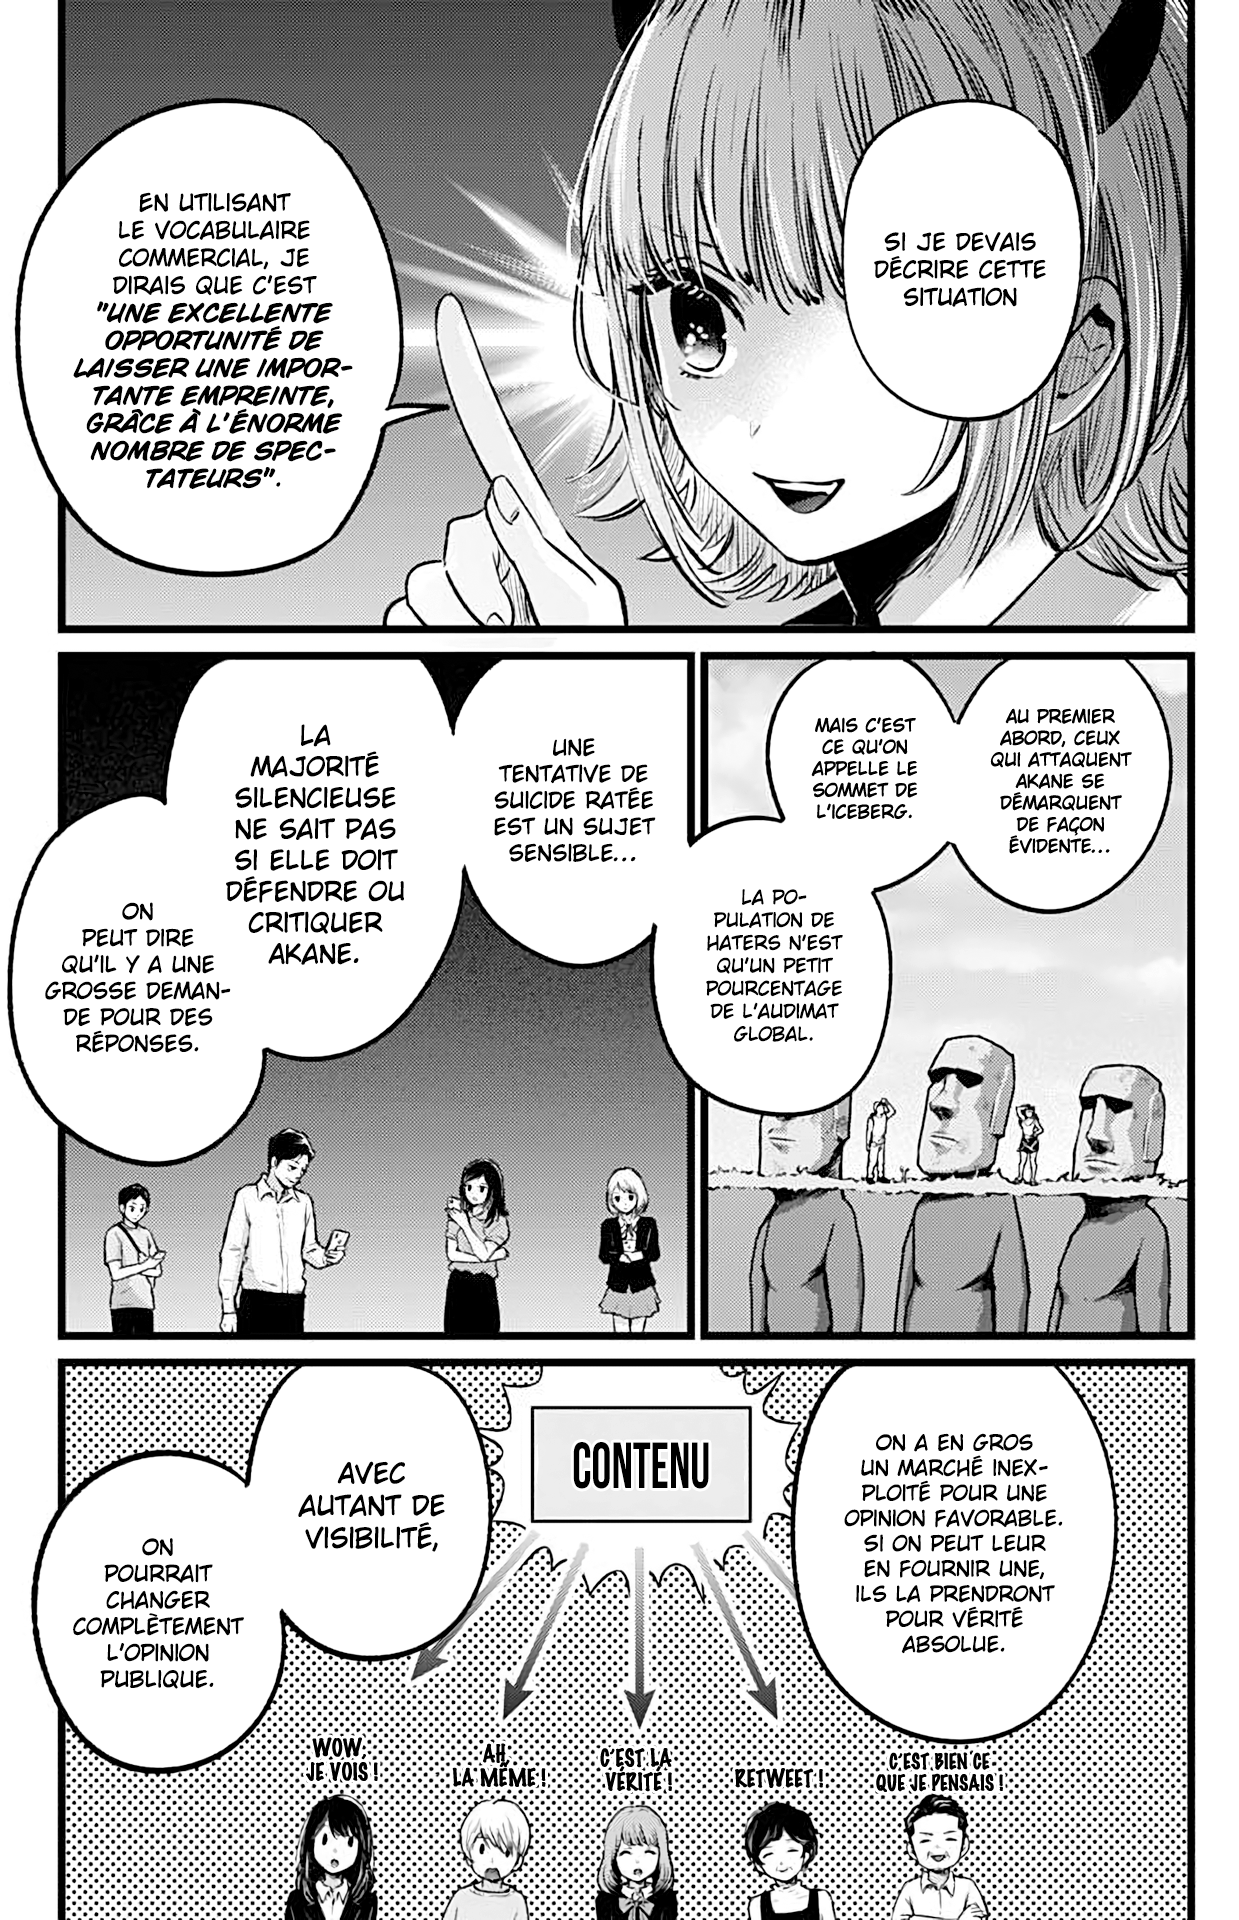 SI JE DEVAIS
DÉCRIRE CETTE
SITUATION
EN UTILISANT
LE VOCABULAIRE
COMMERCIAL, JE
DIRAIS QUE C'EST
"UNE EXCELLENTE
OPPORTUNITÉ DE
LAISSER UNE IMPOR-
TANTE EMPREINTE,
GRÂCE À L'ÉNORME
NOMBRE DE SPEC-
TATEURS".
AU PREMIER
ABORD, CEUX
QUI ATTAQUENT
AKANE SE
DÉMARQUENT
DE FAÇON
ÉVIDENTE...
MAIS C'EST
CE QU'ON
APPELLE LE
SOMMET DE
L'ICEBERG.
LA PO-
PULATION DE
HATERS N'EST
QU'UN PETIT
POURCENTAGE
DE L'AUDIMAT
GLOBAL.
UNE
TENTATIVE DE
SUICIDE RATÉE
EST UN SUJET
SENSIBLE...
LA
MAJORITÉ
SILENCIEUSE
NE SAIT PAS
SI ELLE DOIT
DÉFENDRE OU
CRITIQUER
AKANE.
ON
PEUT DIRE
QU'IL Y A UNE
GROSSE DEMAN-
DE POUR DES
RÉPONSES.
ON A EN GROS
UN MARCHÉ INEX-
PLOITÉ POUR UNE
OPINION FAVORABLE.
SI ON PEUT LEUR
EN FOURNIR UNE,
ILS LA PRENDRONT
POUR VÉRITÉ
ABSOLUE.
CONTENU
AVEC
AUTANT DE
VISIBILITÉ,
ON
POURRAIT
CHANGER
COMPLÈTEMENT
L'OPINION
PUBLIQUE.
C'EST BIEN CE
QUE JE PENSAIS !
RETWEET !
C'EST LA
VÉRITÉ !
AH,
LA MÊME !
WOW,
JE VOIS !